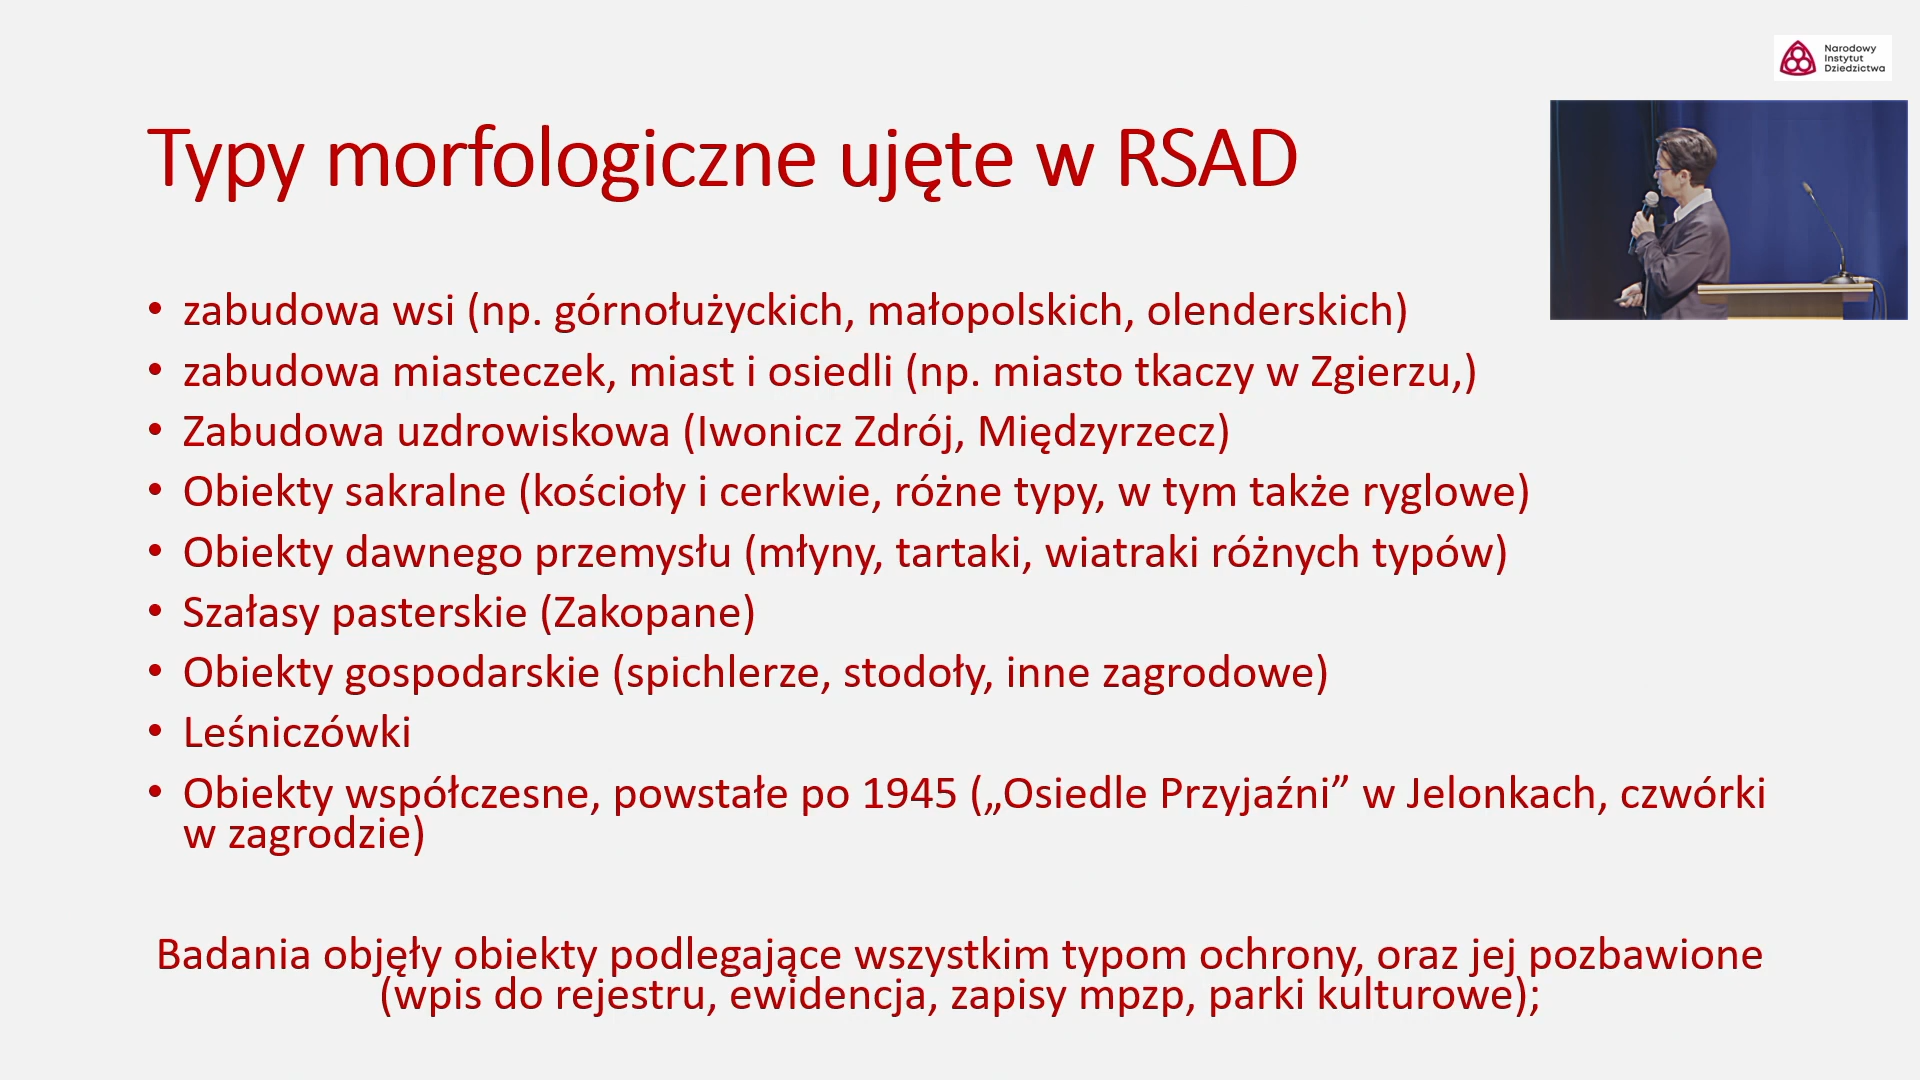 Narodowy
Instytut
Dziedzictwa
Typy morfologiczne ujęte w RSAD
• zabudowa wsi (np. górnołużyckich, małopolskich, olenderskich)
• zabudowa miasteczek, miast i osiedli (np. miasto tkaczy w Zgierzu,)
• Zabudowa uzdrowiskowa (Iwonicz Zdrój, Międzyrzecz)
• Obiekty sakralne (kościoły i cerkwie, różne typy, w tym także ryglowe)
• Obiekty dawnego przemysłu (młyny, tartaki, wiatraki różnych typów)
• Szałasy pasterskie (Zakopane)
• Obiekty gospodarskie (spichlerze, stodoły, inne zagrodowe)
• Leśniczówki
• Obiekty współczesne, powstałe po 1945 („Osiedle Przyjaźni” w Jelonkach, czwórki
w zagrodzie)
Badania objęły obiekty podlegające wszystkim typom ochrony, oraz jej pozbawione
(wpis do rejestru, ewidencja, zapisy mpzp, parki kulturowe);